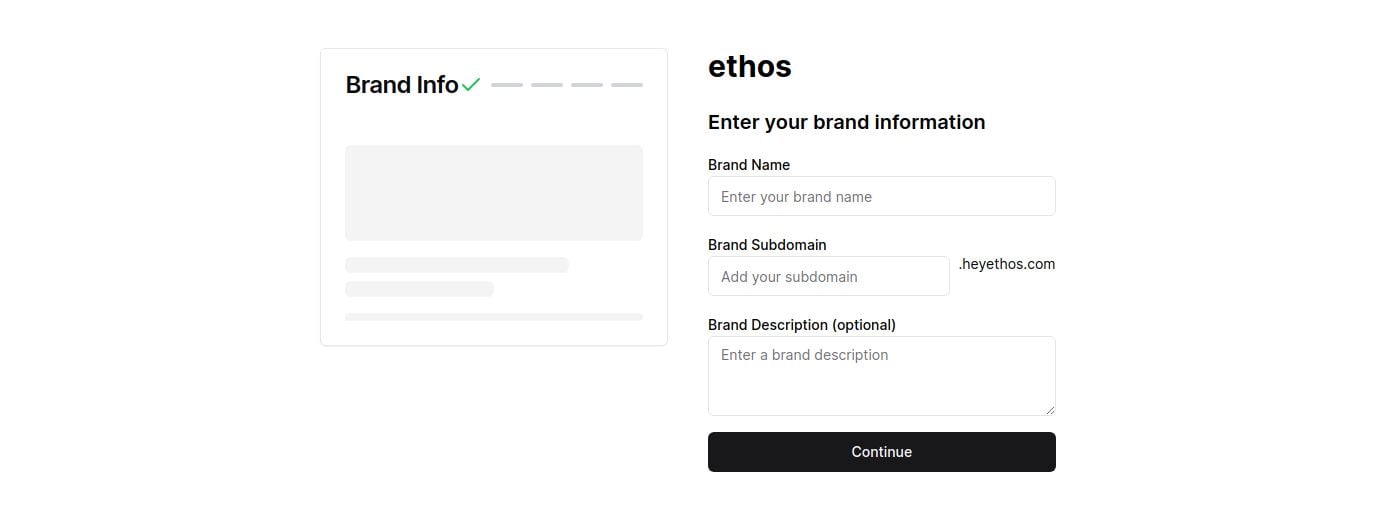 Brand Info
ethos
Enter your brand information
Brand Name
Enter your brand name
Brand Subdomain
Add your subdomain
.heyethos.com
Brand Description (optional)
Enter a brand description
Continue